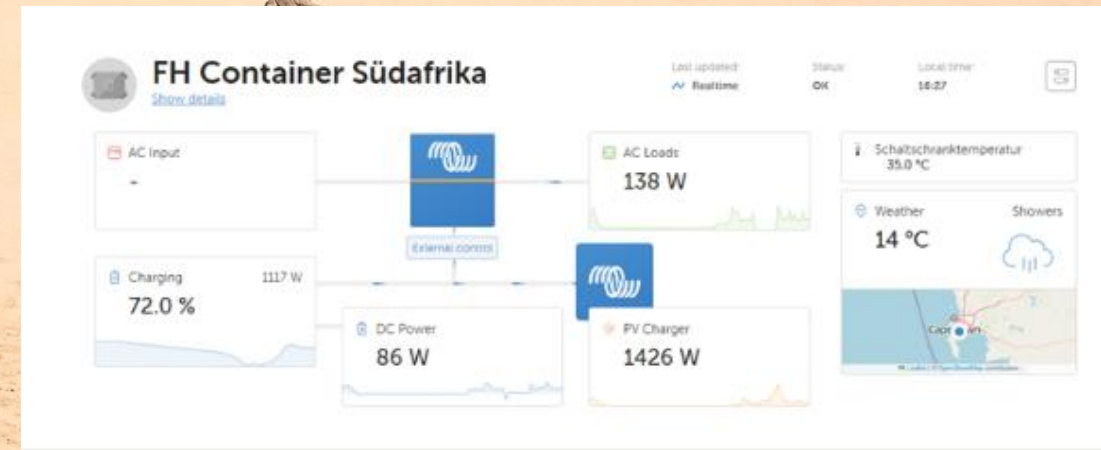 FH Container Südafrika
Show details
Last updated:
Realtime
Status:
OK
Local time:
16:27
AC Input
-
AC Loads
138 W
External control
Charging
1117 W
72.0 %
DC Power
86 W
PV Charger
1426 W
Schaltschranktemperatur
35.0 °C
Weather
Showers
14 °C